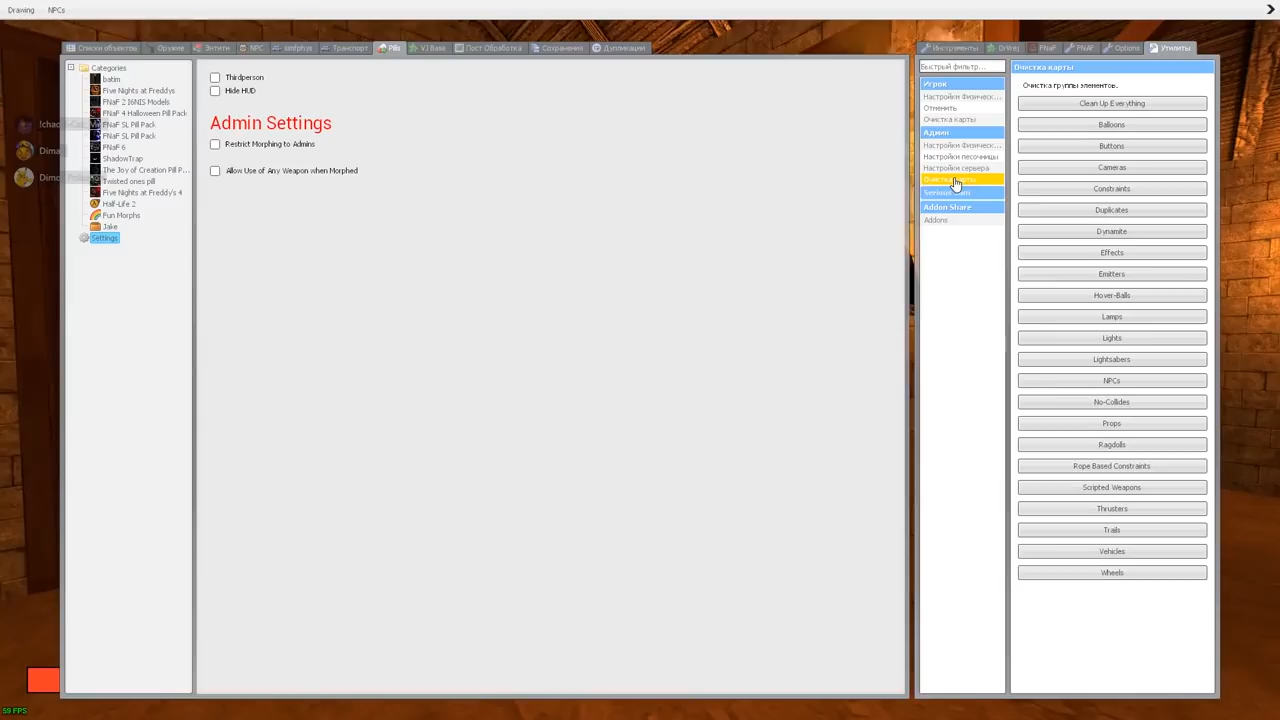 Drawing NPCs
Списки объектов Оружие Энтити NPC simfphys Транспорт Pills VJ Base Пост Обработка Сохранения Дупликации
Инструменты FNaF FNAF Options Утилиты
Categories
batim
Five Nights at Freddys
FNaF 2 I6NIS Models
FNaF 4 Halloween Pill Pack
FNaF SL Pill Pack
FNaF SL Pill Pack
FNaF 6
ShadowTrap
The Joy of Creation Pill P...
Twisted ones pill
Five Nights at Freddy's 4
Half-Life 2
Fun Morphs
Jake
Settings
Thirdperson
Hide HUD
Admin Settings
Restrict Morphing to Admins
Allow Use of Any Weapon when Morphed
Быстрый фильтр...
Игрок
Настройки Физическ...
Отменить
Очистка карты
Админ
Настройки Физическ...
Настройки песочницы
Настройки сервера
Addon Share
Addons
Очистка карты
Очистка группы элементов.
Clean Up Everything
Balloons
Buttons
Cameras
Constraints
Duplicates
Dynamite
Effects
Emitters
Hover-Balls
Lamps
Lights
Lightsabers
NPCs
No-Collides
Props
Ragdolls
Rope Based Constraints
Scripted Weapons
Thrusters
Trails
Vehicles
Wheels
59 FPS